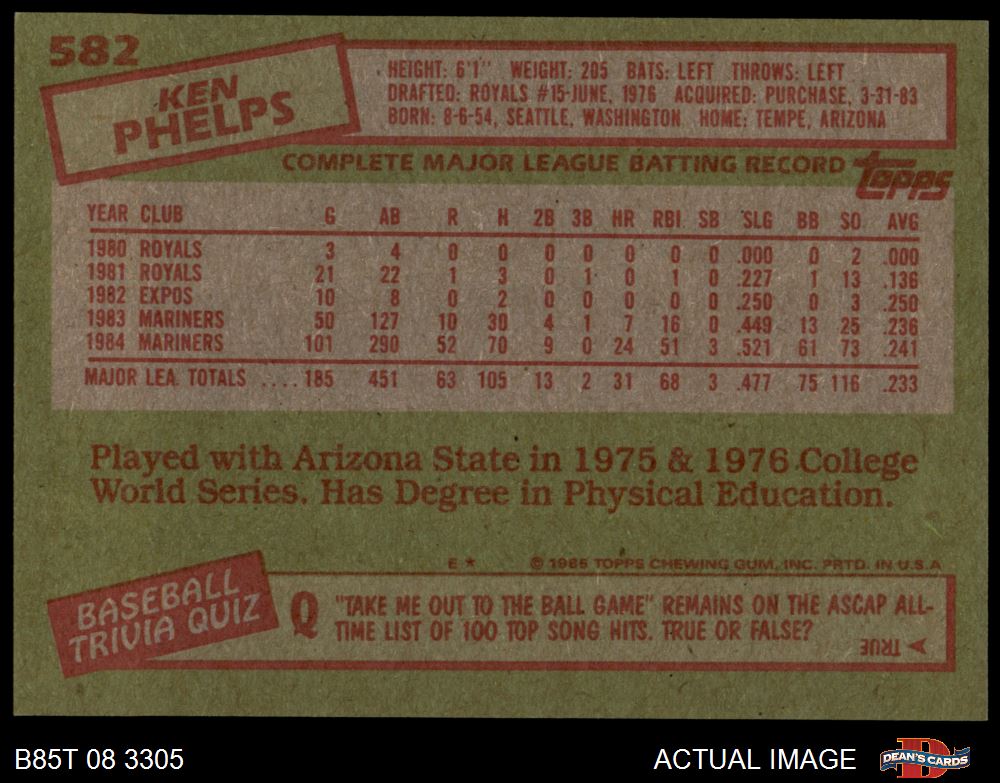 582
KEN
PHELPS
HEIGHT: 6'1" WEIGHT: 205 BATS: LEFT THROWS: LEFT
DRAFTED: ROYALS #15-JUNE, 1976 ACQUIRED: PURCHASE, 3-31-83
BORN: 8-6-54, SEATTLE, WASHINGTON HOME: TEMPE, ARIZONA
COMPLETE MAJOR LEAGUE BATTING RECORD
Topps
YEAR CLUB G AB R H 2B 3B HR RBI SB SLG BB SO AVG
1980 ROYALS 3 4 0 0 0 0 0 0 0 .000 0 2 .000
1981 ROYALS 21 22 1 3 0 1 0 1 0 .227 1 13 .136
1982 EXPOS 10 8 0 2 0 0 0 0 0 .250 0 3 .250
1983 MARINERS 50 127 10 30 4 1 7 16 0 .449 13 25 .236
1984 MARINERS 101 290 52 70 9 0 24 51 3 .521 61 73 .241
MAJOR LEA. TOTALS .... 185 451 63 105 13 2 31 68 3 .477 75 116 .233
Played with Arizona State in 1975 & 1976 College
World Series. Has Degree in Physical Education.
E * © 1985 TOPPS CHEWING GUM, INC. PRTD. IN U.S.A
BASEBALL
TRIVIA QUIZ
Q "TAKE ME OUT TO THE BALL GAME" REMAINS ON THE ASCAP ALL-
TIME LIST OF 100 TOP SONG HITS. TRUE OR FALSE?
TRUE
B85T 08 3305
ACTUAL IMAGE
D
DEAN'S CARDS